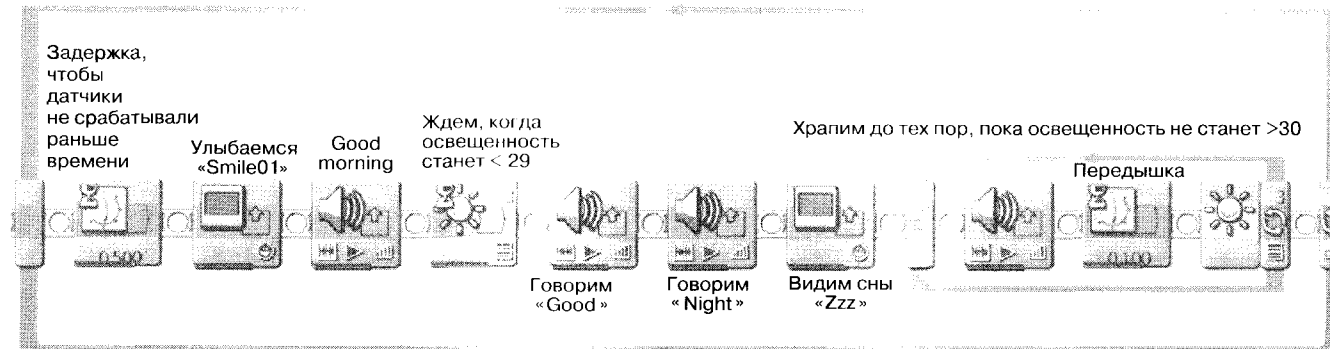 Задержка,
чтобы
датчики
не срабатывали
раньше
времени
Улыбаемся
«Smile01»
Good
morning
Ждем, когда
освещенность
станет < 29
Храпим до тех пор, пока освещенность не станет >30
Передышка
0.500
0.100
Говорим
«Good»
Говорим
«Night»
Видим сны
«Zzz»